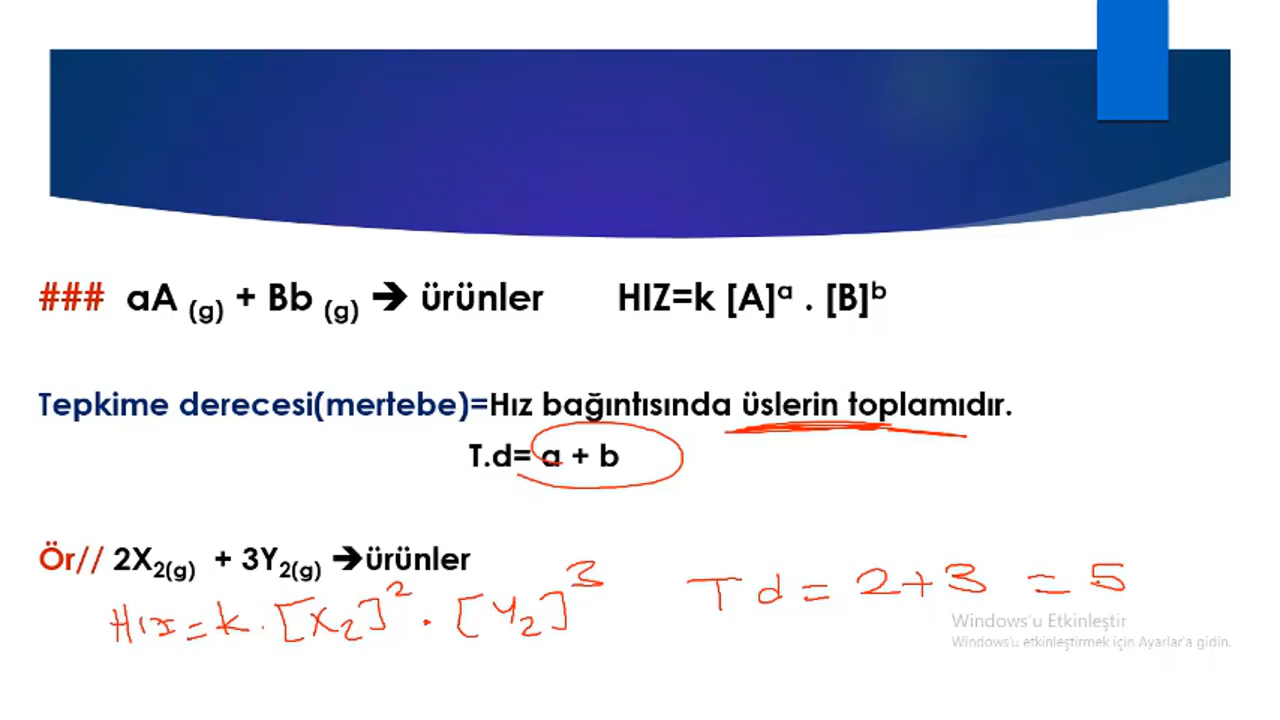 ### aA (g) + Bb (g) ➔ ürünler HIZ=k [A]ᵃ . [B]ᵇ
Tepkime derecesi(mertebe)=Hız bağıntısında üslerin toplamıdır.
T.d= a + b
Ör// 2X₂(g) + 3Y₂(g) ➔ürünler
Hız = k . [X₂]² . [Y₂]³ Td = 2+3 = 5
Windows'u Etkinleştir
Windows'u etkinleştirmek için Ayarlar'a gidin.